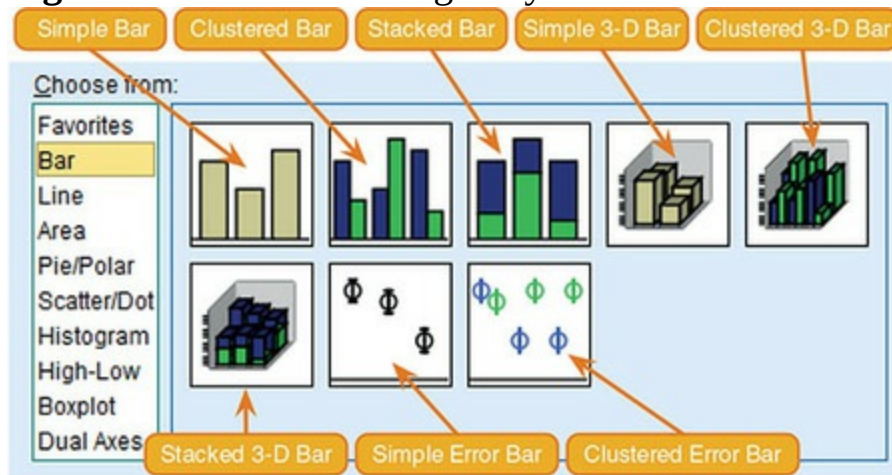 Simple Bar
Clustered Bar
Stacked Bar
Simple 3-D Bar
Clustered 3-D Bar
Choose from:
Favorites
Bar
Line
Area
Pie/Polar
Scatter/Dot
Histogram
High-Low
Boxplot
Dual Axes
Stacked 3-D Bar
Simple Error Bar
Clustered Error Bar